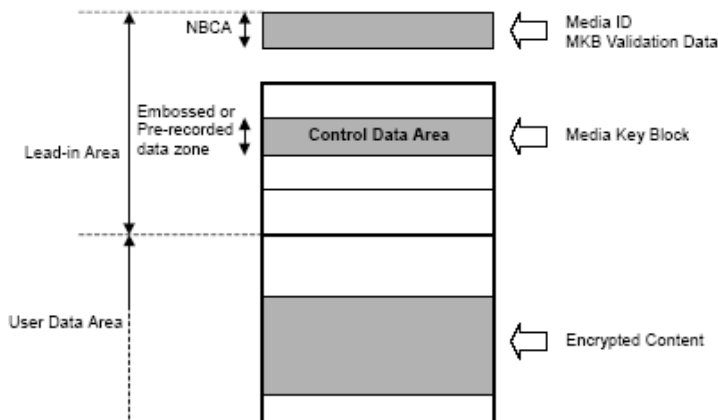 NBCA
Media ID
MKB Validation Data
Embossed or
Pre-recorded
data zone
Control Data Area
Media Key Block
Lead-in Area
User Data Area
Encrypted Content